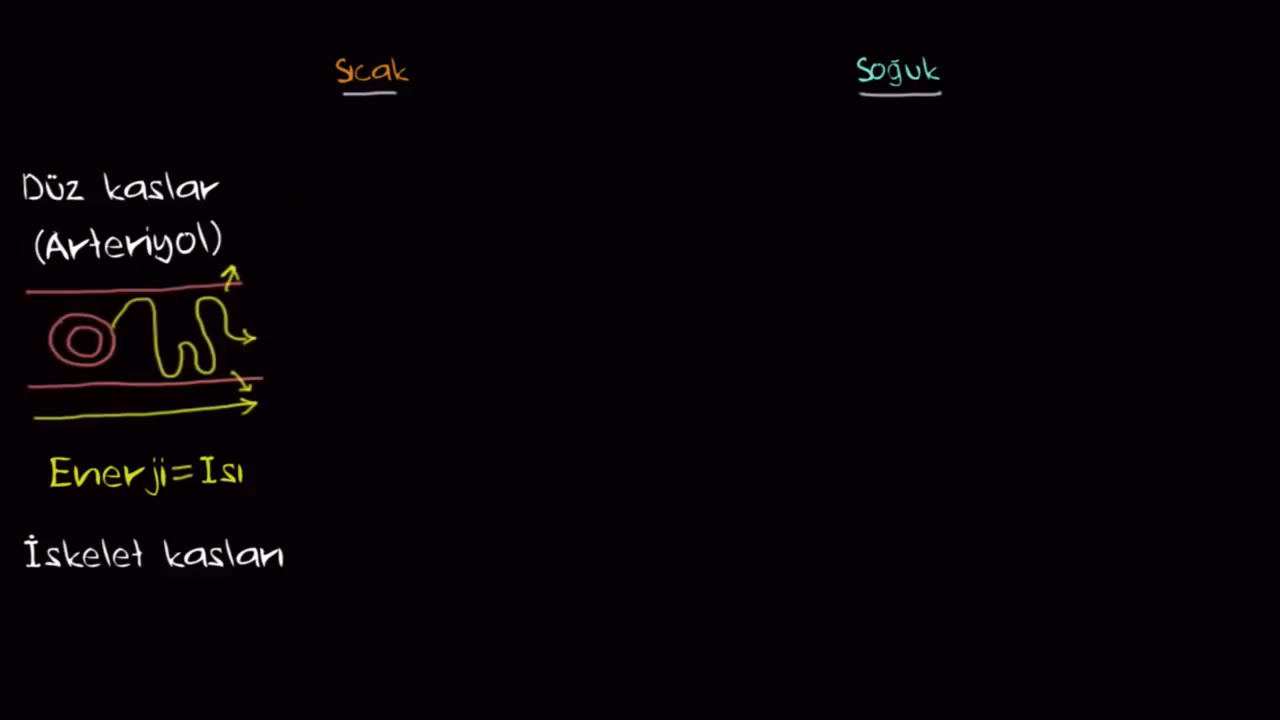 Sıcak
Soğuk
Düz kaslar
(Arteriyol)
Enerji=Isı
İskelet kasları